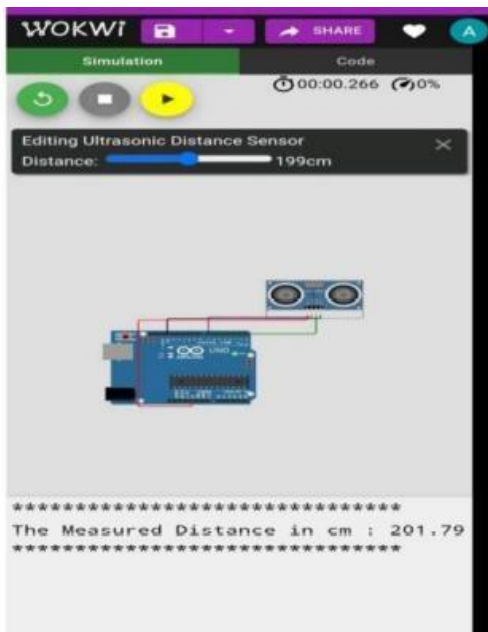 WOKWI SHARE A
Simulation Code
00:00.266 0%
Editing Ultrasonic Distance Sensor
Distance: 199cm
UNO
*******************************
The Measured Distance in cm : 201.79
*******************************